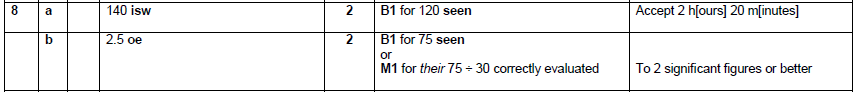 8 a 140 isw 2 B1 for 120 seen Accept 2 h[ours] 20 m[inutes]
b 2.5 oe 2 B1 for 75 seen
or
M1 for their 75 ÷ 30 correctly evaluated To 2 significant figures or better